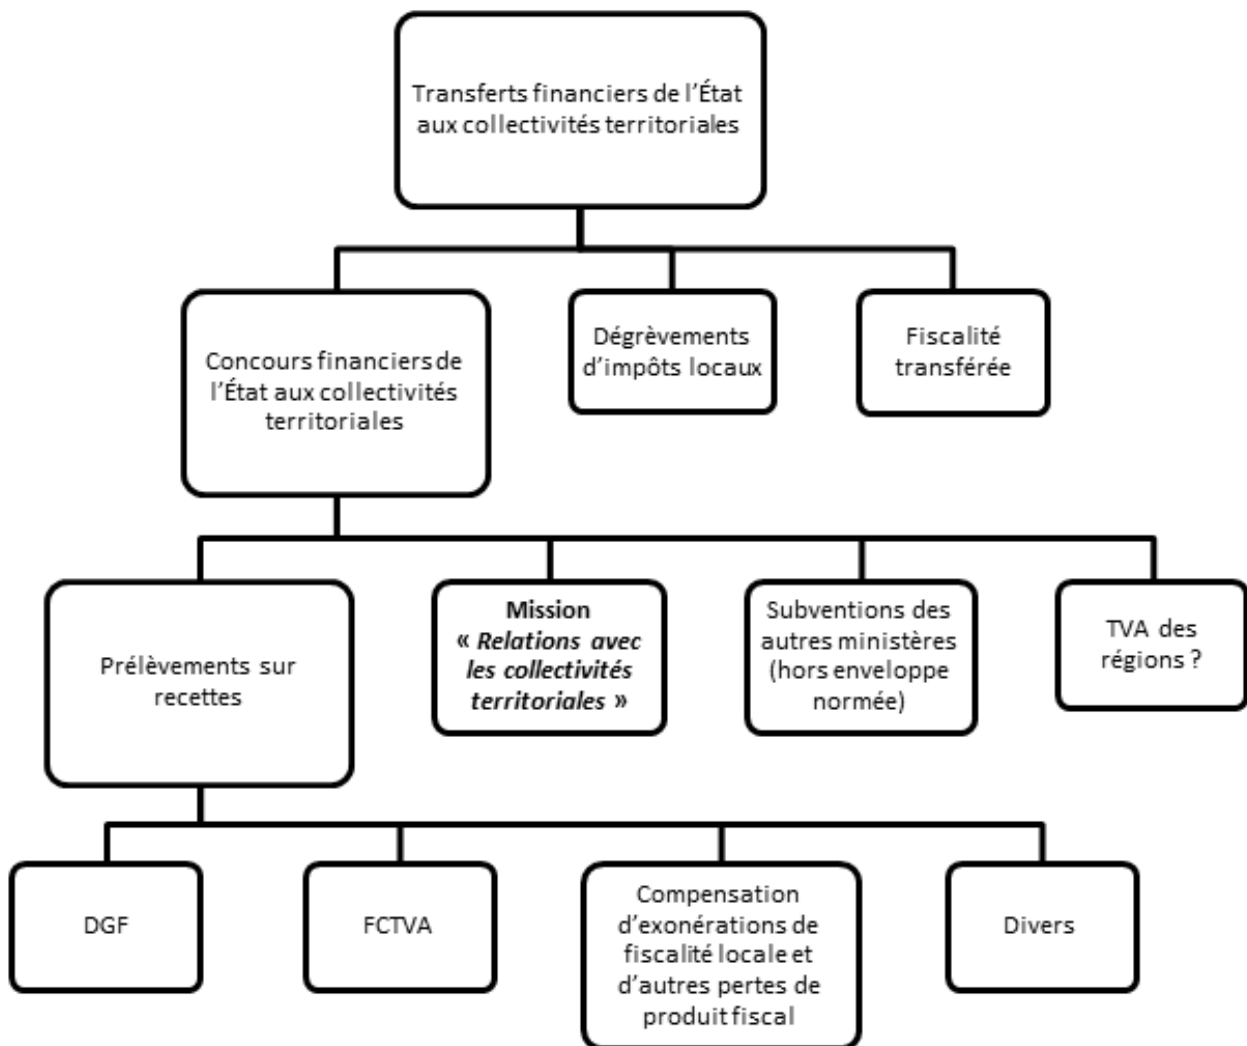 Transferts financiers de l'État
aux collectivités territoriales
Concours financiers de
l'État aux collectivités
territoriales
Dégrèvements
d'impôts locaux
Fiscalité
transférée
Prélèvements sur
recettes
Mission
« Relations avec
les collectivités
territoriales »
Subventions des
autres ministères
(hors enveloppe
normée)
TVA des
régions ?
DGF
FCTVA
Compensation
d'exonérations de
fiscalité locale et
d'autres pertes de
produit fiscal
Divers